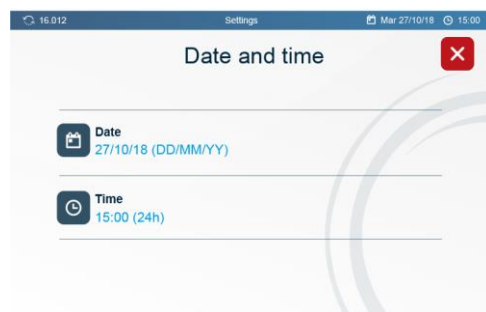 16.012 Settings Mar 27/10/18 15:00
Date and time
Date
27/10/18 (DD/MM/YY)
Time
15:00 (24h)